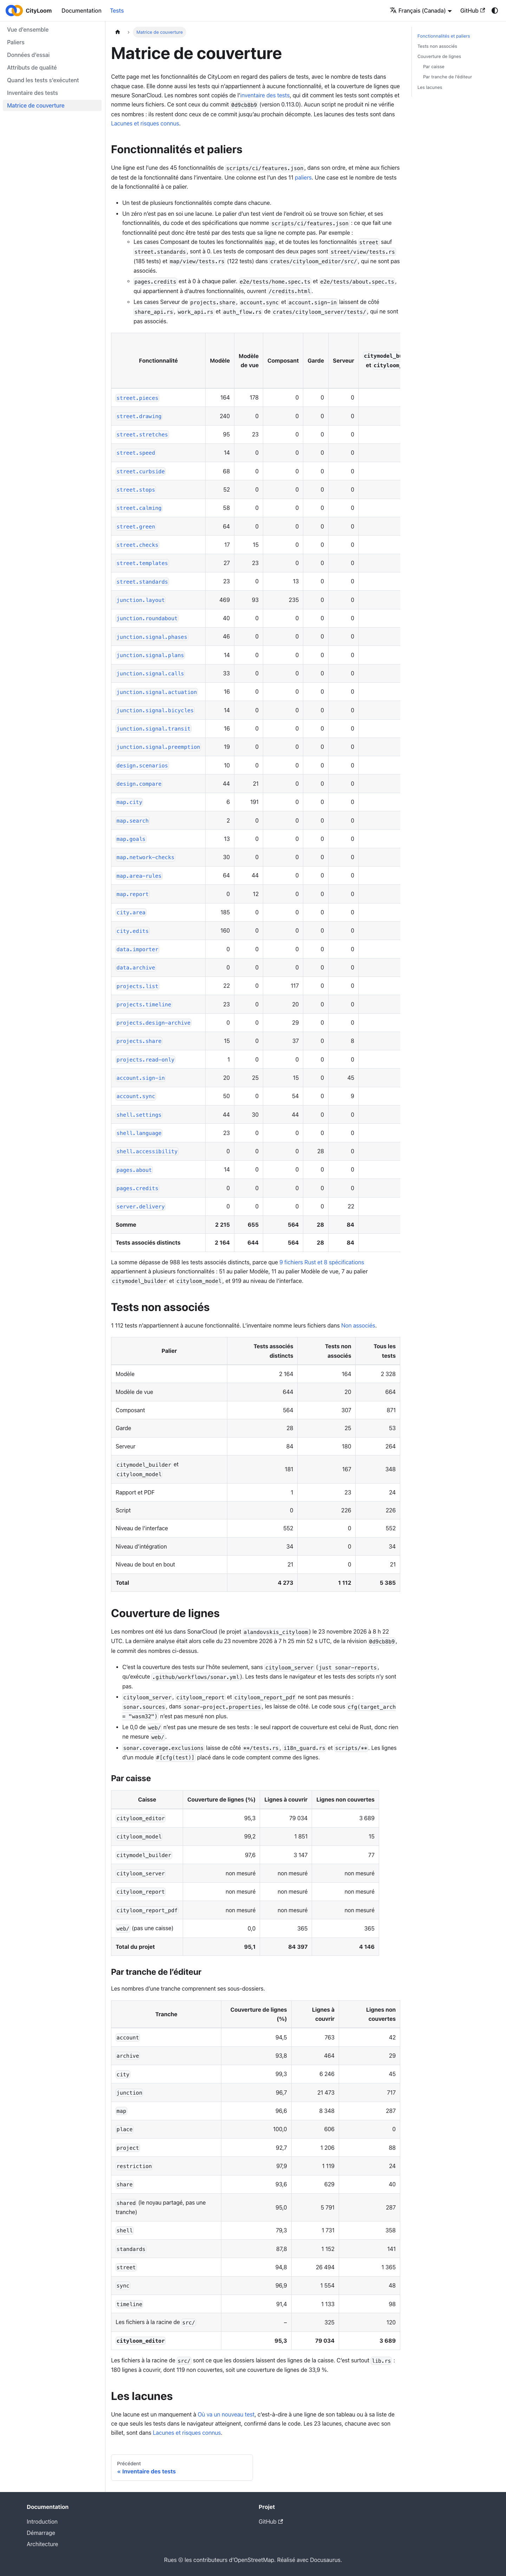 CityLoom
Documentation
Tests
Français (Canada)
GitHub
Vue d'ensemble
Paliers
Données d'essai
Attributs de qualité
Quand les tests s'exécutent
Inventaire des tests
Matrice de couverture
Matrice de couverture
Fonctionnalités et paliers
Tests non associés
Couverture de lignes
Par caisse
Par tranche de l'éditeur
Les lacunes
Matrice de couverture
Cette page met les fonctionnalités de CityLoom en regard des paliers de tests, avec le nombre de tests dans
chaque case. Elle donne aussi les tests qui n'appartiennent à aucune fonctionnalité, et la couverture de lignes que
mesure SonarCloud. Les nombres sont copiés de l'inventaire des tests, qui dit comment les tests sont comptés et
n'en montre que leurs fichiers. Ce sont ceux du commit 0d9cb8b9 (version 0.113.0). Aucun script ne produit ni ne vérifie
ces nombres : ils restent donc ceux de ce commit jusqu'au prochain décompte. Les lacunes des tests sont dans
Lacunes et risques connus.
Fonctionnalités et paliers
Une ligne est l'une des 45 fonctionnalités de scripts/ci/features.json, dans son ordre, et mène aux fichiers
de test de la fonctionnalité dans l'inventaire. Une colonne est l'un des 11 paliers. Une case est le nombre de tests
de la fonctionnalité à ce palier.
Un test de plusieurs fonctionnalités compte dans chacune.
Un zéro n'est pas en soi une lacune. Le palier d'un test vient de l'endroit où se trouve son fichier, et ses
fonctionnalités, du code et des spécifications que nomme scripts/ci/features.json : ce que fait une
fonctionnalité peut donc être testé par des tests que sa ligne ne compte pas. Par exemple :
Les cases Composant de toutes les fonctionnalités map, et de toutes les fonctionnalités street sauf
street.standards, sont à 0. Les tests de composant des deux pages sont street/view/tests.rs
(185 tests) et map/view/tests.rs (122 tests) dans crates/cityloom_editor/src/, qui ne sont pas
associés.
pages.credits est à 0 à chaque palier. e2e/tests/home.spec.ts et e2e/tests/about.spec.ts,
qui appartiennent à d'autres fonctionnalités, ouvrent /credits.html.
Les cases Serveur de projects.share, account.sync et account.sign-in laissent de côté
share_api.rs, work_api.rs et auth_flow.rs de crates/cityloom_server/tests/, qui ne sont
pas associés.
Fonctionnalité Modèle Modèle de vue Composant Garde Serveur
street.pieces 164 178 0 0 0
street.drawing 240 0 0 0 0
street.stretches 95 23 0 0 0
street.speed 14 0 0 0 0
street.curbside 68 0 0 0 0
street.stops 52 0 0 0 0
street.calming 58 0 0 0 0
street.green 64 0 0 0 0
street.checks 17 15 0 0 0
street.templates 27 23 0 0 0
street.standards 23 0 13 0 0
junction.layout 469 93 235 0 0
junction.roundabout 40 0 0 0 0
junction.signal.phases 46 0 0 0 0
junction.signal.plans 14 0 0 0 0
junction.signal.calls 33 0 0 0 0
junction.signal.actuation 16 0 0 0 0
junction.signal.bicycles 14 0 0 0 0
junction.signal.transit 16 0 0 0 0
junction.signal.preemption 19 0 0 0 0
design.scenarios 10 0 0 0 0
design.compare 44 21 0 0 0
map.city 6 191 0 0 0
map.search 2 0 0 0 0
map.goals 13 0 0 0 0
map.network-checks 30 0 0 0 0
map.area-rules 64 44 0 0 0
map.report 0 12 0 0 0
city.area 185 0 0 0 0
city.edits 160 0 0 0 0
data.importer 0 0 0 0 0
data.archive 0 0 0 0 0
projects.list 22 0 117 0 0
projects.timeline 23 0 20 0 0
projects.design-archive 0 0 29 0 0
projects.share 15 0 37 0 8
projects.read-only 1 0 0 0 0
account.sign-in 20 25 15 0 45
account.sync 50 0 54 0 9
shell.settings 44 30 44 0 0
shell.language 23 0 0 0 0
shell.accessibility 0 0 0 28 0
pages.about 14 0 0 0 0
pages.credits 0 0 0 0 0
server.delivery 0 0 0 0 22
Somme 2 215 655 564 28 84
Tests associés distincts 2 164 644 564 28 84
La somme dépasse de 988 les tests associés distincts, parce que 9 fichiers Rust et 8 spécifications
appartiennent à plusieurs fonctionnalités : 51 au palier Modèle, 11 au palier Modèle de vue, 7 au palier
citymodel_builder et cityloom_model, et 919 au niveau de l'interface.
Tests non associés
1 112 tests n'appartiennent à aucune fonctionnalité. L'inventaire nomme leurs fichiers dans Non associés.
Palier Tests associés distincts Tests non associés Tous les tests
Modèle 2 164 164 2 328
Modèle de vue 644 20 664
Composant 564 307 871
Garde 28 25 53
Serveur 84 180 264
citymodel_builder et cityloom_model 181 167 348
Rapport et PDF 1 23 24
Script 0 226 226
Niveau de l'interface 552 0 552
Niveau d'intégration 34 0 34
Niveau de bout en bout 21 0 21
Total 4 273 1 112 5 385
Couverture de lignes
Les nombres ont été lus dans SonarCloud (le projet alandovskis_cityloom) le 23 novembre 2026 à 8 h 22
UTC. La dernière analyse était alors celle du 23 novembre 2026 à 7 h 25 min 52 s UTC, de la révision 0d9cb8b9,
le commit des nombres ci-dessus.
C'est la couverture des tests sur l'hôte seulement, sans cityloom_server (just sonar-reports,
qu'exécute .github/workflows/sonar.yml). Les tests dans le navigateur et les tests des scripts n'y sont
pas.
cityloom_server, cityloom_report et cityloom_report_pdf ne sont pas mesurés :
sonar.sources, dans sonar-project.properties, les laisse de côté. Le code sous cfg(target_arch
= "wasm32") n'est pas mesuré non plus.
Le 0,0 de web/ n'est pas une mesure de ses tests : le seul rapport de couverture est celui de Rust, donc rien
ne mesure web/.
sonar.coverage.exclusions laisse de côté **/tests.rs, i18n_guard.rs et scripts/**. Les lignes
d'un module #[cfg(test)] placé dans le code comptent comme des lignes.
Par caisse
Caisse Couverture de lignes (%) Lignes à couvrir Lignes non couvertes
cityloom_editor 95,3 79 034 3 689
cityloom_model 99,2 1 851 15
citymodel_builder 97,6 3 147 77
cityloom_server non mesuré non mesuré non mesuré
cityloom_report non mesuré non mesuré non mesuré
cityloom_report_pdf non mesuré non mesuré non mesuré
web/ (pas une caisse) 0,0 365 365
Total du projet 95,1 84 397 4 146
Par tranche de l'éditeur
Les nombres d'une tranche comprennent ses sous-dossiers.
Tranche Couverture de lignes (%) Lignes à couvrir Lignes non couvertes
account 94,5 763 42
archive 93,8 464 29
city 99,3 6 246 45
junction 96,7 21 473 717
map 96,6 8 348 287
place 100,0 606 0
project 92,7 1 206 88
restriction 97,9 1 119 24
share 93,6 629 40
shared (le noyau partagé, pas une tranche) 95,0 5 791 287
shell 79,3 1 731 358
standards 87,8 1 152 141
street 94,8 26 494 1 365
sync 96,9 1 554 48
timeline 91,4 1 133 98
Les fichiers à la racine de src/ – 325 120
cityloom_editor 95,3 79 034 3 689
Les fichiers à la racine de src/ sont ce que les dossiers laissent des lignes de la caisse. C'est surtout lib.rs :
180 lignes à couvrir, dont 119 non couvertes, soit une couverture de lignes de 33,9 %.
Les lacunes
Une lacune est un manquement à Où va un nouveau test, c'est-à-dire à une ligne de son tableau ou à sa liste de
ce que seuls les tests dans le navigateur atteignent, confirmé dans le code. Les 23 lacunes, chacune avec son
billet, sont dans Lacunes et risques connus.
Précédent
« Inventaire des tests
Documentation
Introduction
Démarrage
Architecture
Projet
GitHub
Rues © les contributeurs d'OpenStreetMap. Réalisé avec Docusaurus.